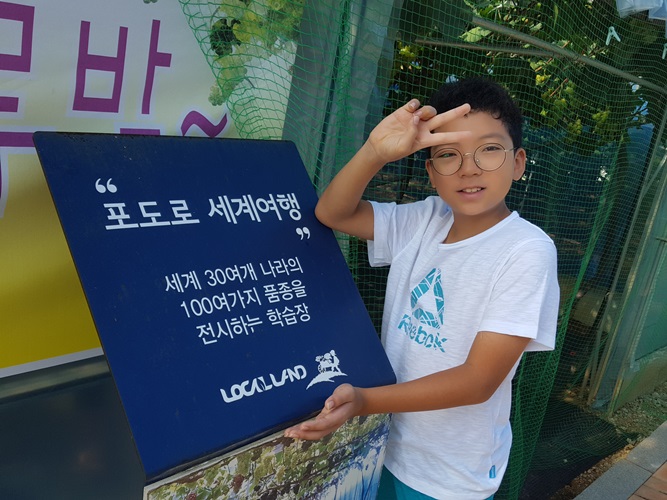 밤~
“포도로 세계여행”
세계 30여개 나라의
100여가지 품종을
전시하는 학습장
LOCALLAND
Reebok